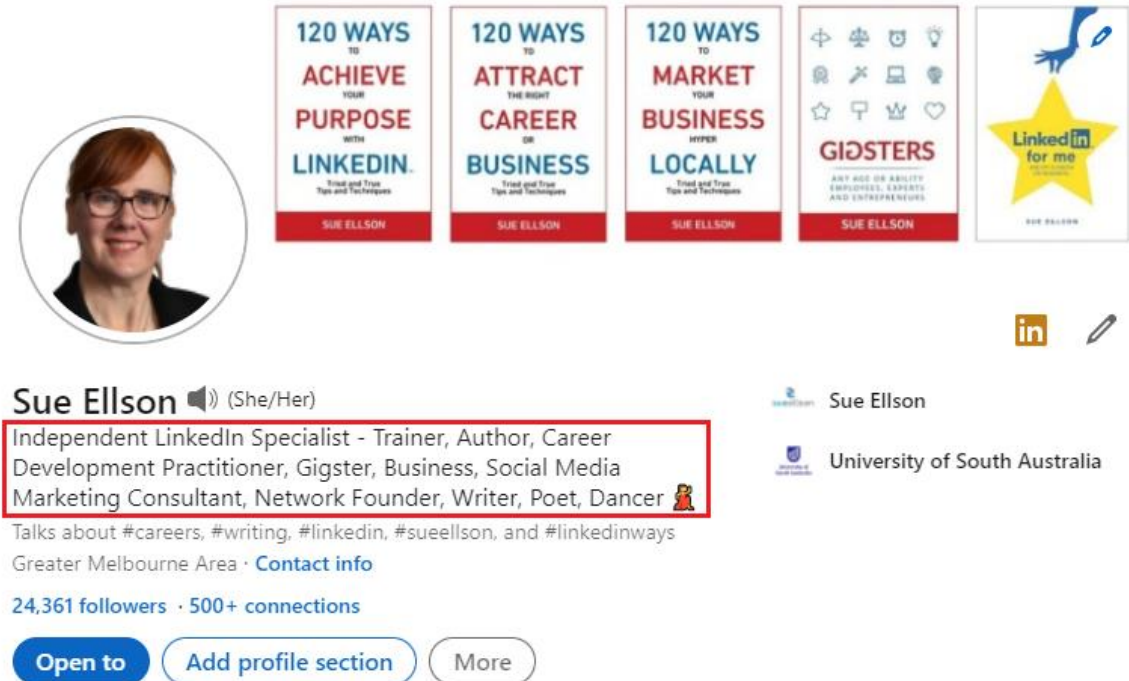 120 WAYS
TO
ACHIEVE
YOUR
PURPOSE
WITH
LINKEDIN
Tried and True
Tips and Techniques
SUE ELLSON
120 WAYS
TO
ATTRACT
THE RIGHT
CAREER
OR
BUSINESS
Tried and True
Tips and Techniques
SUE ELLSON
120 WAYS
TO
MARKET
YOUR
BUSINESS
HYPER
LOCALLY
Tried and True
Tips and Techniques
SUE ELLSON
GIGSTERS
ANY AGE OR ABILITY
EMPLOYEES, EXPERTS
AND ENTREPRENEURS
SUE ELLSON
Linked in
for me
SUE ELLSON
in
Sue Ellson (She/Her)
Independent LinkedIn Specialist - Trainer, Author, Career
Development Practitioner, Gigster, Business, Social Media
Marketing Consultant, Network Founder, Writer, Poet, Dancer
Talks about #careers, #writing, #linkedin, #sueellson, and #linkedinways
Greater Melbourne Area · Contact info
24,361 followers · 500+ connections
Open to
Add profile section
More
Sue Ellson
University of South Australia